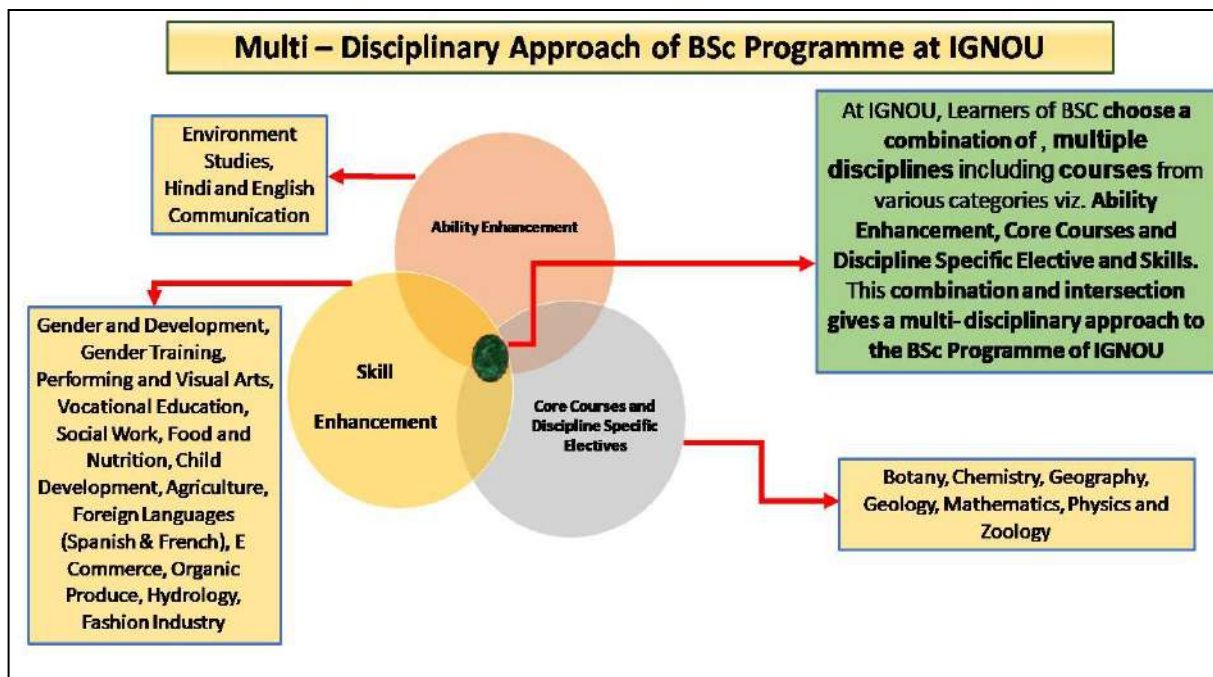 Multi – Disciplinary Approach of BSc Programme at IGNOU
Environment
Studies,
Hindi and English
Communication
Ability Enhancement
At IGNOU, Learners of BSC choose a
combination of , multiple
disciplines including courses from
various categories viz. Ability
Enhancement, Core Courses and
Discipline Specific Elective and Skills.
This combination and intersection
gives a multi- disciplinary approach to
the BSc Programme of IGNOU
Gender and Development,
Gender Training,
Performing and Visual Arts,
Vocational Education,
Social Work, Food and
Nutrition, Child
Development, Agriculture,
Foreign Languages
(Spanish & French), E
Commerce, Organic
Produce, Hydrology,
Fashion Industry
Skill
Enhancement
Core Courses and
Discipline Specific
Electives
Botany, Chemistry, Geography,
Geology, Mathematics, Physics and
Zoology